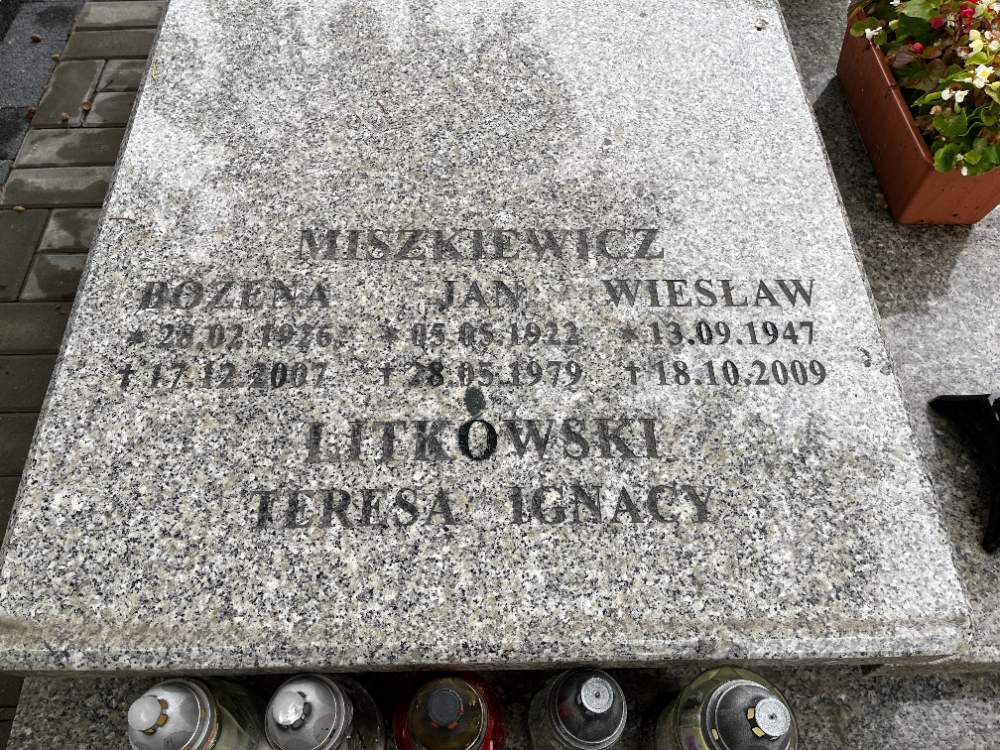 MISZKIEWICZ
BOŻENA JAN WIESŁAW
* 28.02.1926 * 05.05.1922 * 13.09.1947
† 17.12.2007 † 28.05.1979 † 18.10.2009
LITKOWSKI
TERESA IGNACY